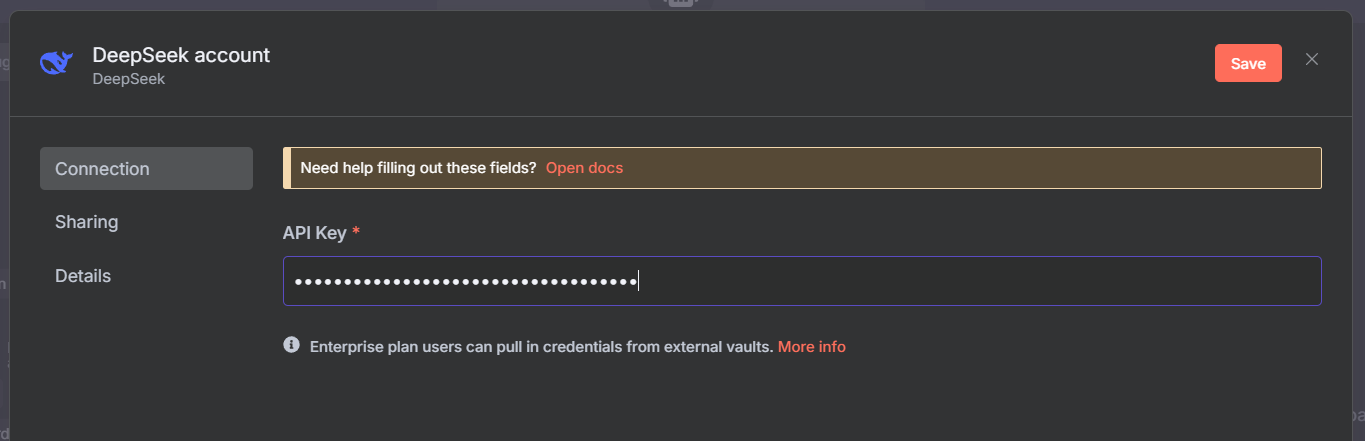 DeepSeek account
DeepSeek
Save
Connection
Sharing
Details
Need help filling out these fields? Open docs
API Key *
•••••••••••••••••••••••••••••••••••
Enterprise plan users can pull in credentials from external vaults. More info